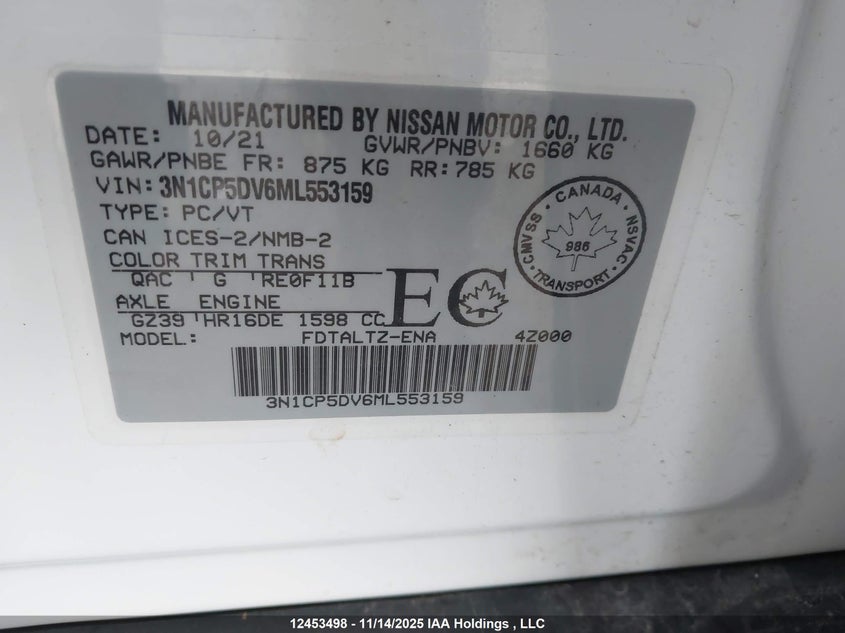 MANUFACTURED BY NISSAN MOTOR CO., LTD.
DATE: 10/21 GVWR/PNBV: 1660 KG
GAWR/PNBE FR: 875 KG RR: 785 KG
VIN: 3N1CP5DV6ML553159
TYPE: PC/VT
CAN ICES-2/NMB-2
COLOR TRIM TRANS
QAC G RE0F11B
AXLE ENGINE
GZ39 HR16DE 1598 CC
EC
CANADA
CMVSS NSVAC
986
TRANSPORT
MODEL: FDTALTZ-ENA 4Z000
3N1CP5DV6ML553159
12453498 - 11/14/2025 IAA Holdings , LLC